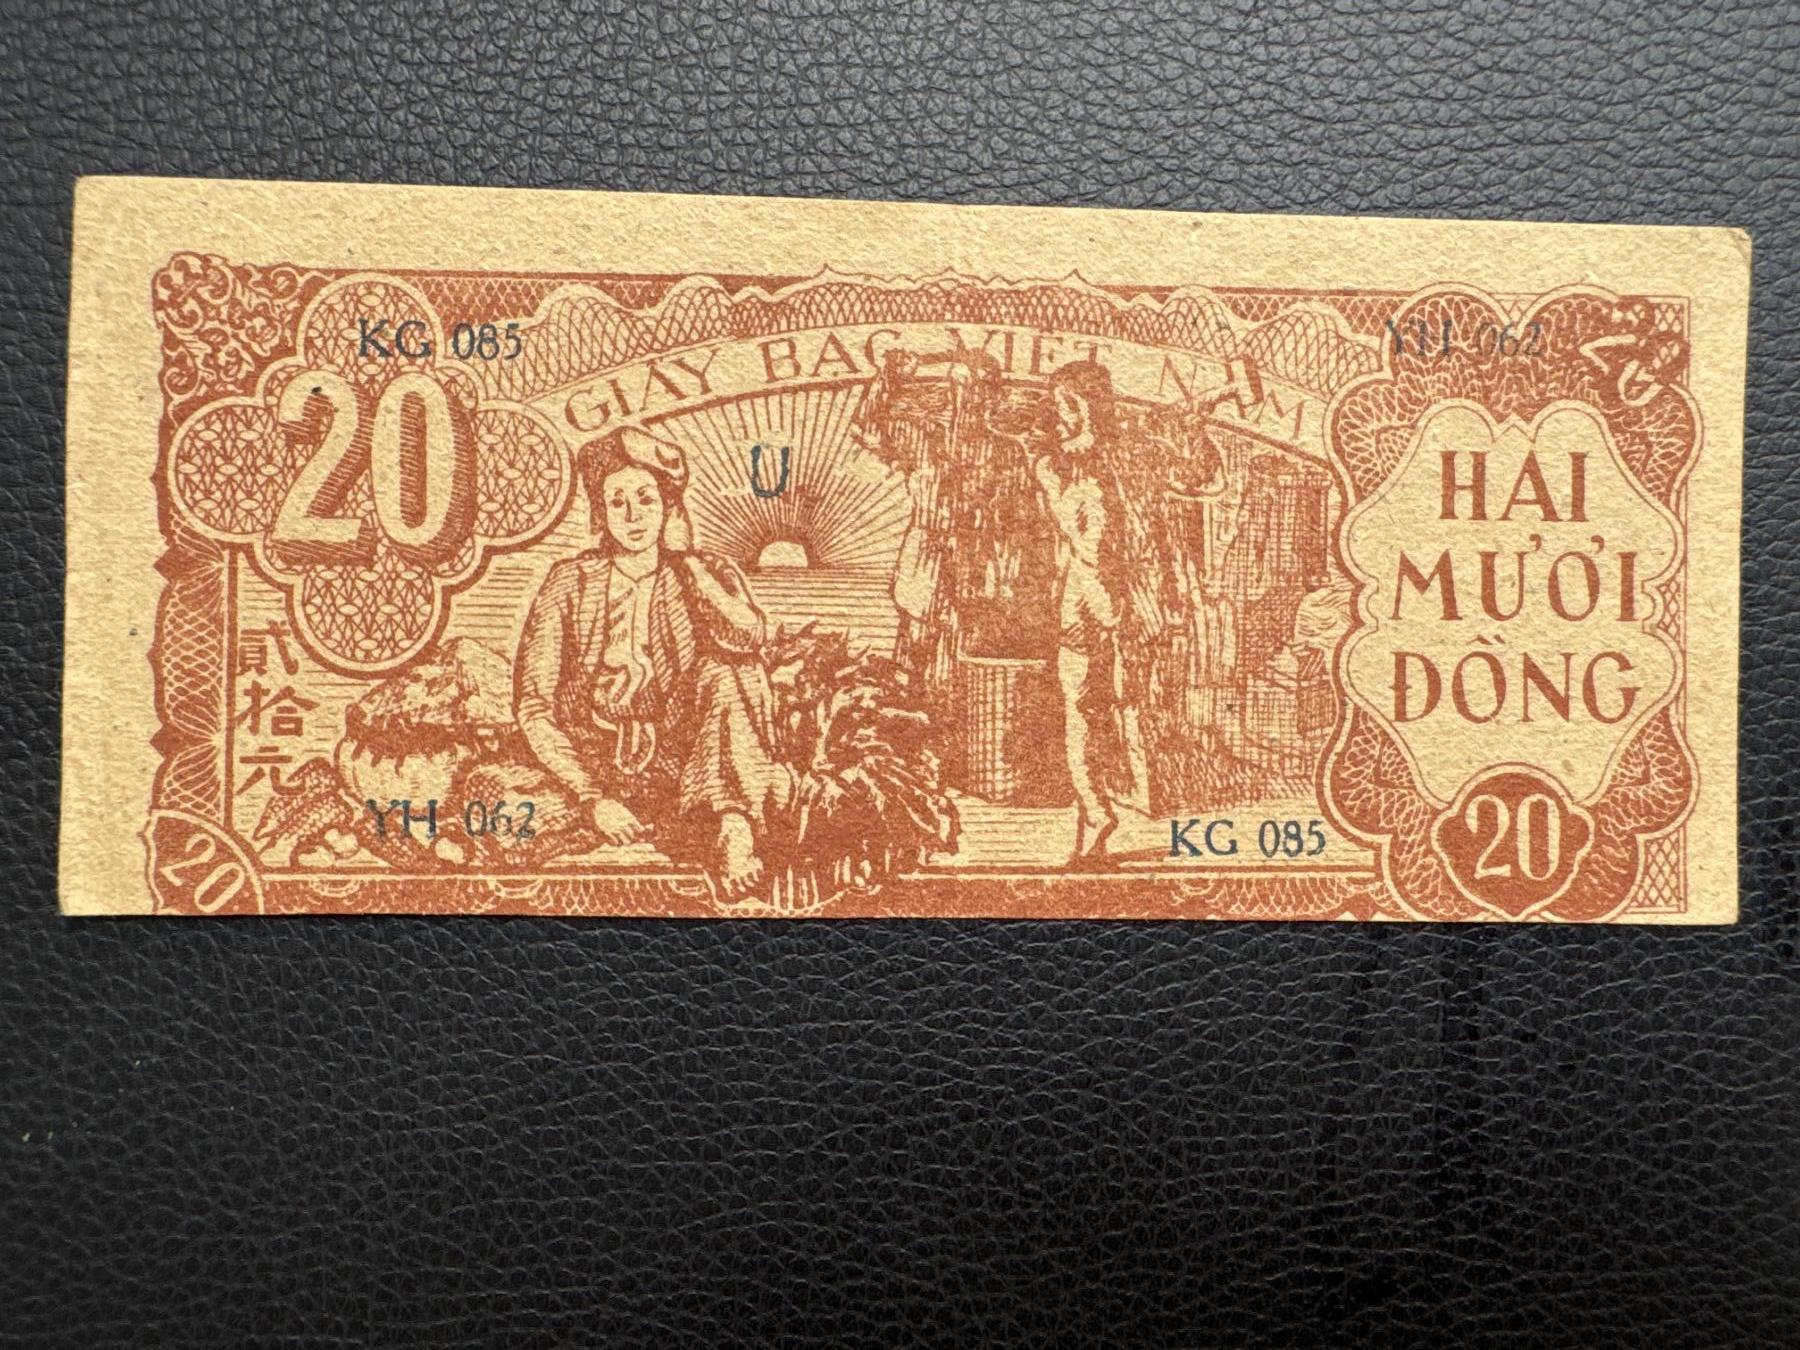 KG 085
YH 062
20
20
GIẤY BẠC VIỆT NAM
U
HAI
MƯƠI
ĐỒNG
貳拾元
YH 062
KG 085
20
20